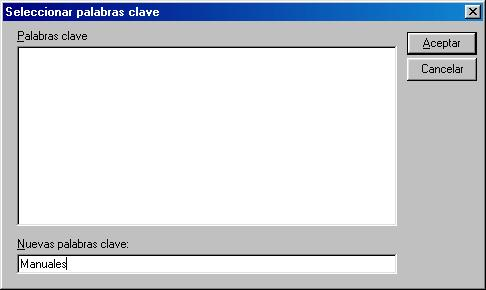 Seleccionar palabras clave
Palabras clave
Aceptar
Cancelar
Nuevas palabras clave:
Manuales